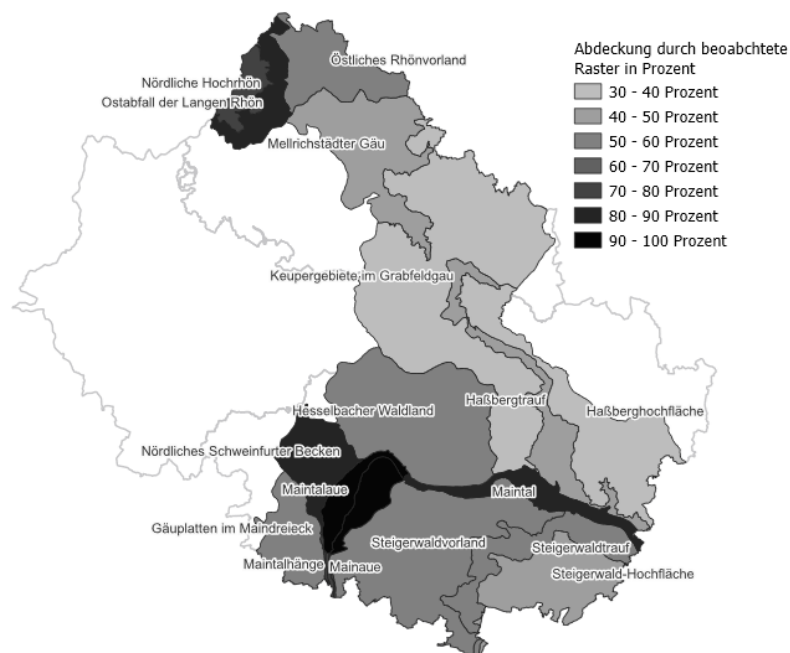 Abdeckung durch beoabchtete
Raster in Prozent
30 - 40 Prozent
40 - 50 Prozent
50 - 60 Prozent
60 - 70 Prozent
70 - 80 Prozent
80 - 90 Prozent
90 - 100 Prozent
Östliches Rhönvorland
Nördliche Hochrhön
Ostabfall der Langen Rhön
Mellrichstädter Gäu
Keupergebiete im Grabfeldgau
Haßbergtrauf
Hesselbacher Waldland
Haßberghochfläche
Nördliches Schweinfurter Becken
Maintalaue
Maintal
Gäuplatten im Maindreieck
Steigerwaldvorland
Steigerwaldtrauf
Maintalhänge
Mainaue
Steigerwald-Hochfläche